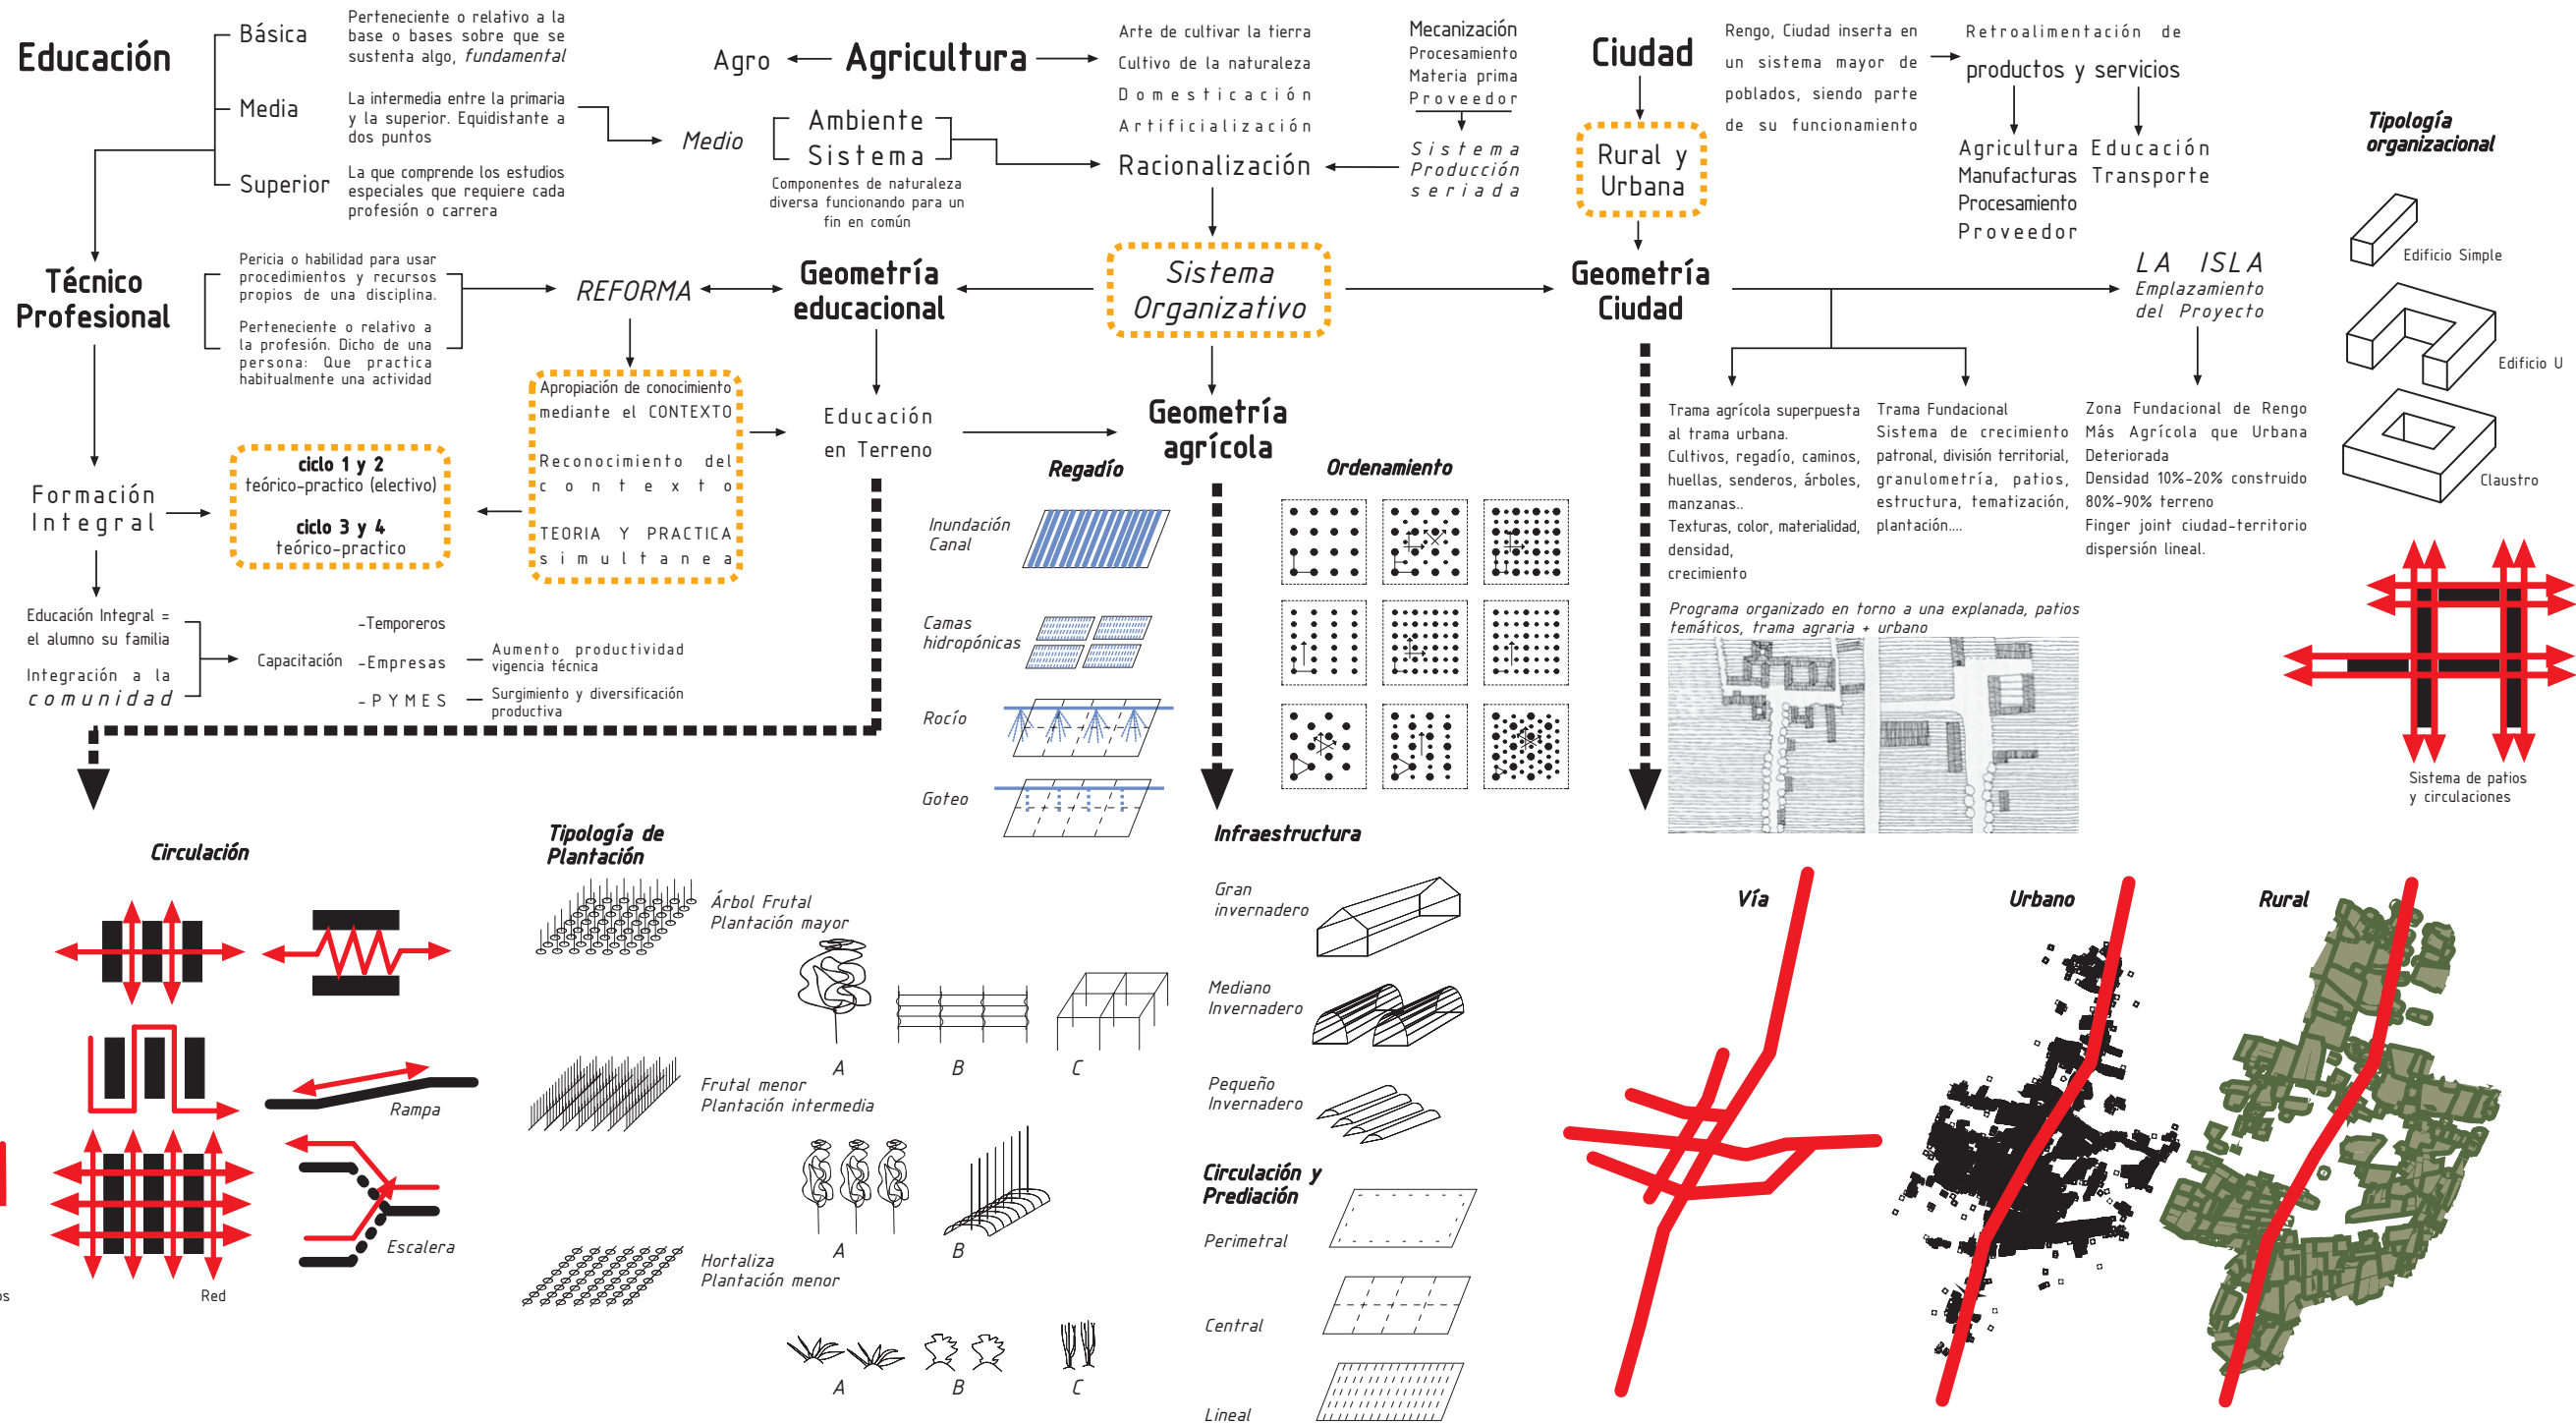 Educación
Básica
Perteneciente o relativo a la
base o bases sobre que se
sustenta algo, fundamental
Media
La intermedia entre la primaria
y la superior. Equidistante a
dos puntos
Superior
La que comprende los estudios
especiales que requiere cada
profesión o carrera
Agro
Agricultura
Medio
Ambiente
Sistema
Componentes de naturaleza
diversa funcionando para un
fin en común
Arte de cultivar la tierra
Cultivo de la naturaleza
Domesticación
Artificialización
Racionalización
Mecanización
Procesamiento
Materia prima
Proveedor
Sistema
Producción
seriada
Ciudad
Rural y
Urbana
Rengo, Ciudad inserta en
un sistema mayor de
poblados, siendo parte
de su funcionamiento
Retroalimentación de
productos y servicios
Agricultura
Manufacturas
Procesamiento
Proveedor
Educación
Transporte
Tipología
organizacional
Edificio Simple
Edificio U
Claustro
Sistema de patios
y circulaciones
Técnico
Profesional
Pericia o habilidad para usar
procedimientos y recursos
propios de una disciplina.
Perteneciente o relativo a
la profesión. Dicho de una
persona: Que practica
habitualmente una actividad
REFORMA
Geometría
educacional
Sistema
Organizativo
Geometría
Ciudad
LA ISLA
Emplazamiento
del Proyecto
Apropiación de conocimiento
mediante el CONTEXTO
Reconocimiento del
contexto
TEORIA Y PRACTICA
simultanea
Educación
en Terreno
Geometría
agrícola
Formación
Integral
ciclo 1 y 2
teórico-practico (electivo)
ciclo 3 y 4
teórico-practico
Educación Integral =
el alumno su familia
Integración a la
comunidad
Capacitación
-Temporeros
-Empresas
Aumento productividad
vigencia técnica
-PYMES
Surgimiento y diversificación
productiva
Regadío
Inundación
Canal
Camas
hidropónicas
Rocío
Goteo
Ordenamiento
Trama agrícola superpuesta
al trama urbana.
Cultivos, regadío, caminos,
huellas, senderos, árboles,
manzanas..
Texturas, color, materialidad,
densidad,
crecimiento
Trama Fundacional
Sistema de crecimiento
patronal, división territorial,
granulometría, patios,
estructura, tematización,
plantación....
Zona Fundacional de Rengo
Más Agrícola que Urbana
Deteriorada
Densidad 10%-20% construido
80%-90% terreno
Finger joint ciudad-territorio
dispersión lineal.
Programa organizado en torno a una explanada, patios
temáticos, trama agraria + urbano
Circulación
Rampa
Escalera
Red
os
Tipología de
Plantación
Árbol Frutal
Plantación mayor
A
B
C
Frutal menor
Plantación intermedia
A
B
Hortaliza
Plantación menor
A
B
C
Infraestructura
Gran
invernadero
Mediano
Invernadero
Pequeño
Invernadero
Circulación y
Prediación
Perimetral
Central
Lineal
Vía
Urbano
Rural